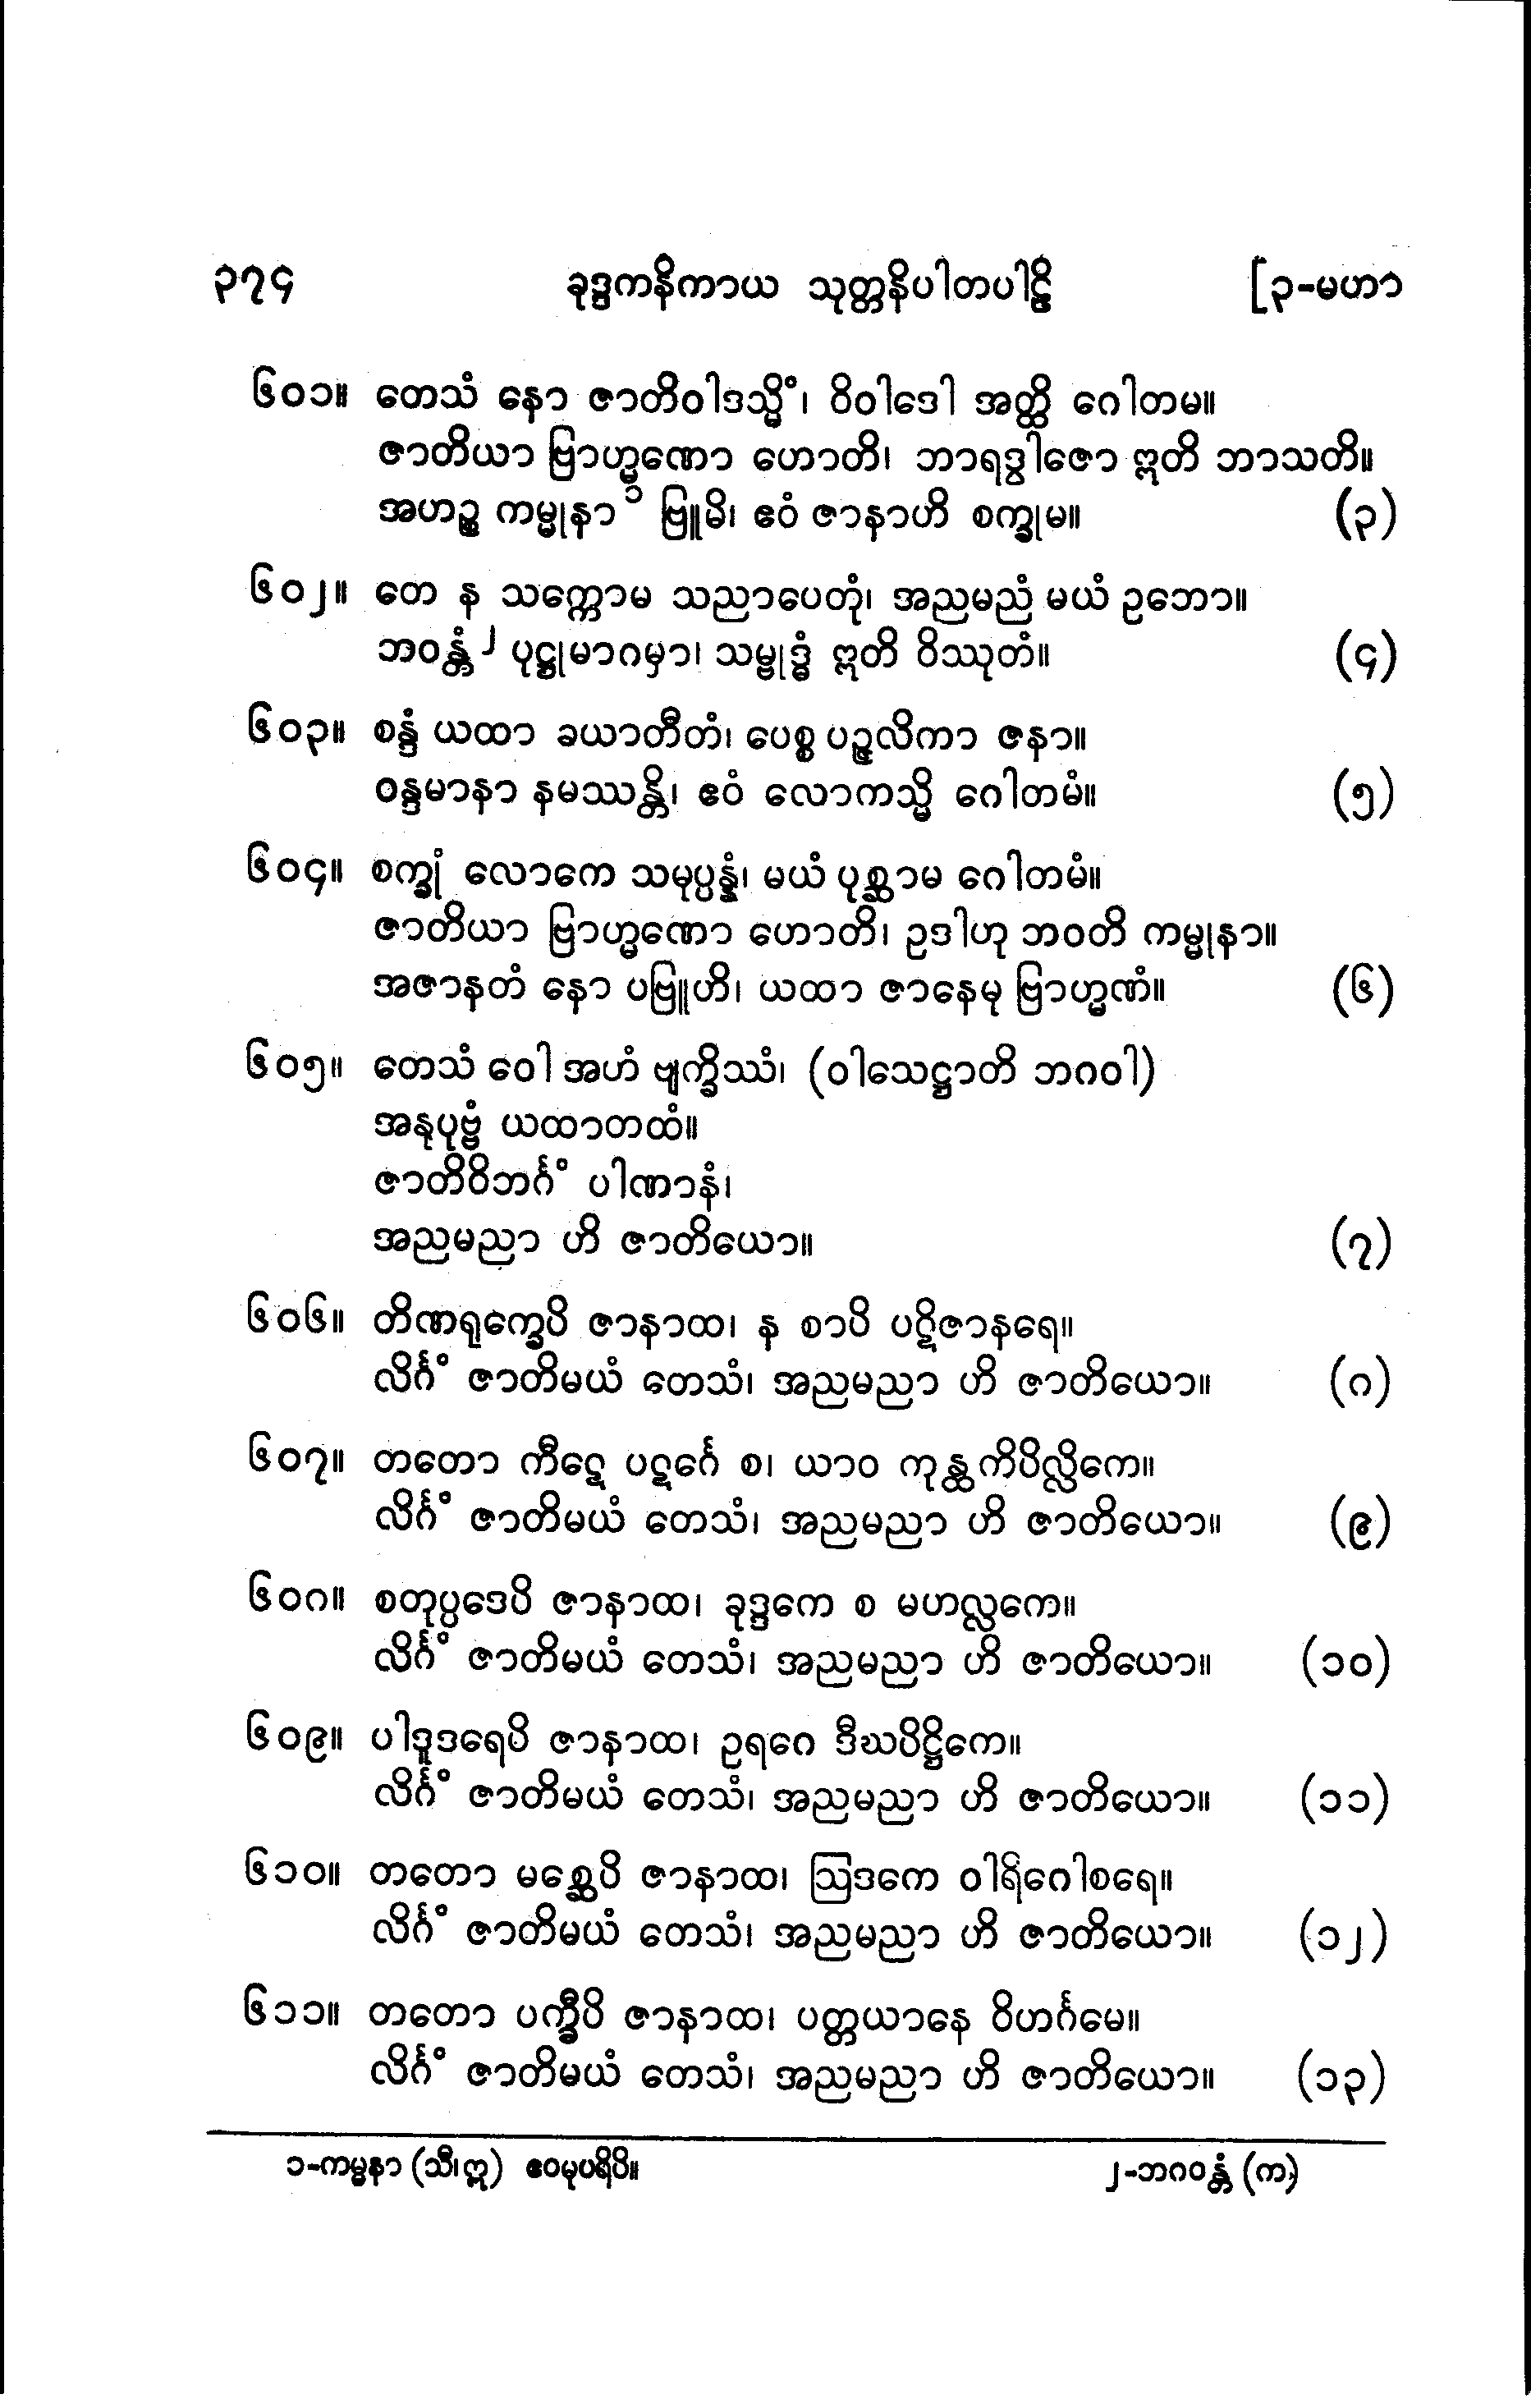 ၃၇၄ ခုဒ္ဒကနိကာယ သုတ္တနိပါတပါဠိ [၃-မဟာ
၆၀၁။ တေသံ နော ဇာတိဝါဒသ္မိံ၊ ဝိဝါဒေါ အတ္ထိ ဂေါတမ။
ဇာတိယာ ဗြာဟ္မဏော ဟောတိ၊ ဘာရဒွါဇော ဣတိ ဘာသတိ။
အဟဉ္စ ကမ္မုနာ ၁ ဗြူမိ၊ ဧဝံ ဇာနာဟိ စက္ခုမ။ (၃)
၆၀၂။ တေ န သက္ကောမ သညာပေတုံ၊ အညမညံ မယံ ဥဘော။
ဘဝန္တံ ၂ ပုဋ္ဌုမာဂမှာ၊ သမ္ဗုဒ္ဓံ ဣတိ ဝိဿုတံ။ (၄)
၆၀၃။ စန္ဒံ ယထာ ခယာတီတံ၊ ပေစ္စ ပဉ္ဇလိကာ ဇနာ။
ဝန္ဒမာနာ နမဿန္တိ၊ ဧဝံ လောကသ္မိ ဂေါတမံ။ (၅)
၆၀၄။ စက္ခုံ လောကေ သမုပ္ပန္နံ၊ မယံ ပုစ္ဆာမ ဂေါတမံ။
ဇာတိယာ ဗြာဟ္မဏော ဟောတိ၊ ဥဒါဟု ဘဝတိ ကမ္မုနာ။
အဇာနတံ နော ပဗြူဟိ၊ ယထာ ဇာနေမု ဗြာဟ္မဏံ။ (၆)
၆၀၅။ တေသံ ဝေါ အဟံ ဗျက္ခိဿံ၊ (ဝါသေဋ္ဌာတိ ဘဂဝါ)
အနုပုဗ္ဗံ ယထာတထံ။
ဇာတိဝိဘင်္ဂံ ပါဏာနံ၊
အညမညာ ဟိ ဇာတိယော။ (၇)
၆၀၆။ တိဏရုက္ခေပိ ဇာနာထ၊ န စာပိ ပဋိဇာနရေ။
လိင်္ဂံ ဇာတိမယံ တေသံ၊ အညမညာ ဟိ ဇာတိယော။ (၈)
၆၀၇။ တတော ကီဋေ ပဋင်္ဂေ စ၊ ယာဝ ကုန္ထကိပိလ္လိကေ။
လိင်္ဂံ ဇာတိမယံ တေသံ၊ အညမညာ ဟိ ဇာတိယော။ (၉)
၆၀၈။ စတုပ္ပဒေပိ ဇာနာထ၊ ခုဒ္ဒကေ စ မဟလ္လကေ။
လိင်္ဂံ ဇာတိမယံ တေသံ၊ အညမညာ ဟိ ဇာတိယော။ (၁၀)
၆၀၉။ ပါဒူဒရေပိ ဇာနာထ၊ ဥရဂေ ဒီဃပိဋ္ဌိကေ။
လိင်္ဂံ ဇာတိမယံ တေသံ၊ အညမညာ ဟိ ဇာတိယော။ (၁၁)
၆၁၀။ တတော မစ္ဆေပိ ဇာနာထ၊ ဩဒကေ ဝါရိဂေါစရေ။
လိင်္ဂံ ဇာတိမယံ တေသံ၊ အညမညာ ဟိ ဇာတိယော။ (၁၂)
၆၁၁။ တတော ပက္ခီပိ ဇာနာထ၊ ပတ္တယာနေ ဝိဟင်္ဂမေ။
လိင်္ဂံ ဇာတိမယံ တေသံ၊ အညမညာ ဟိ ဇာတိယော။ (၁၃)
၁-ကမ္မနာ (သီ၊ဣ) ဧဝမုပရိပိ။ ၂-ဘဂဝန္တံ (က)